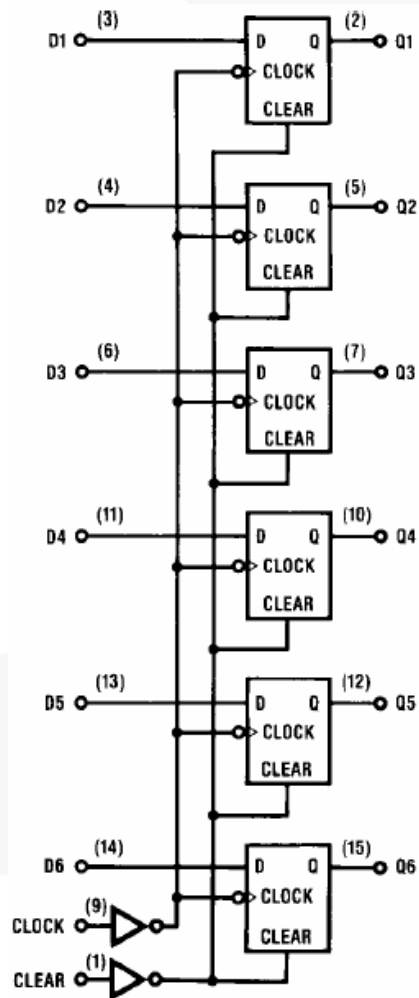 (3) (2)
D1 D Q Q1
CLOCK
CLEAR
(4) (5)
D2 D Q Q2
CLOCK
CLEAR
(6) (7)
D3 D Q Q3
CLOCK
CLEAR
(11) (10)
D4 D Q Q4
CLOCK
CLEAR
(13) (12)
D5 D Q Q5
CLOCK
CLEAR
(14) (15)
D6 D Q Q6
CLOCK
(9)
CLOCK
CLEAR
(1)
CLEAR